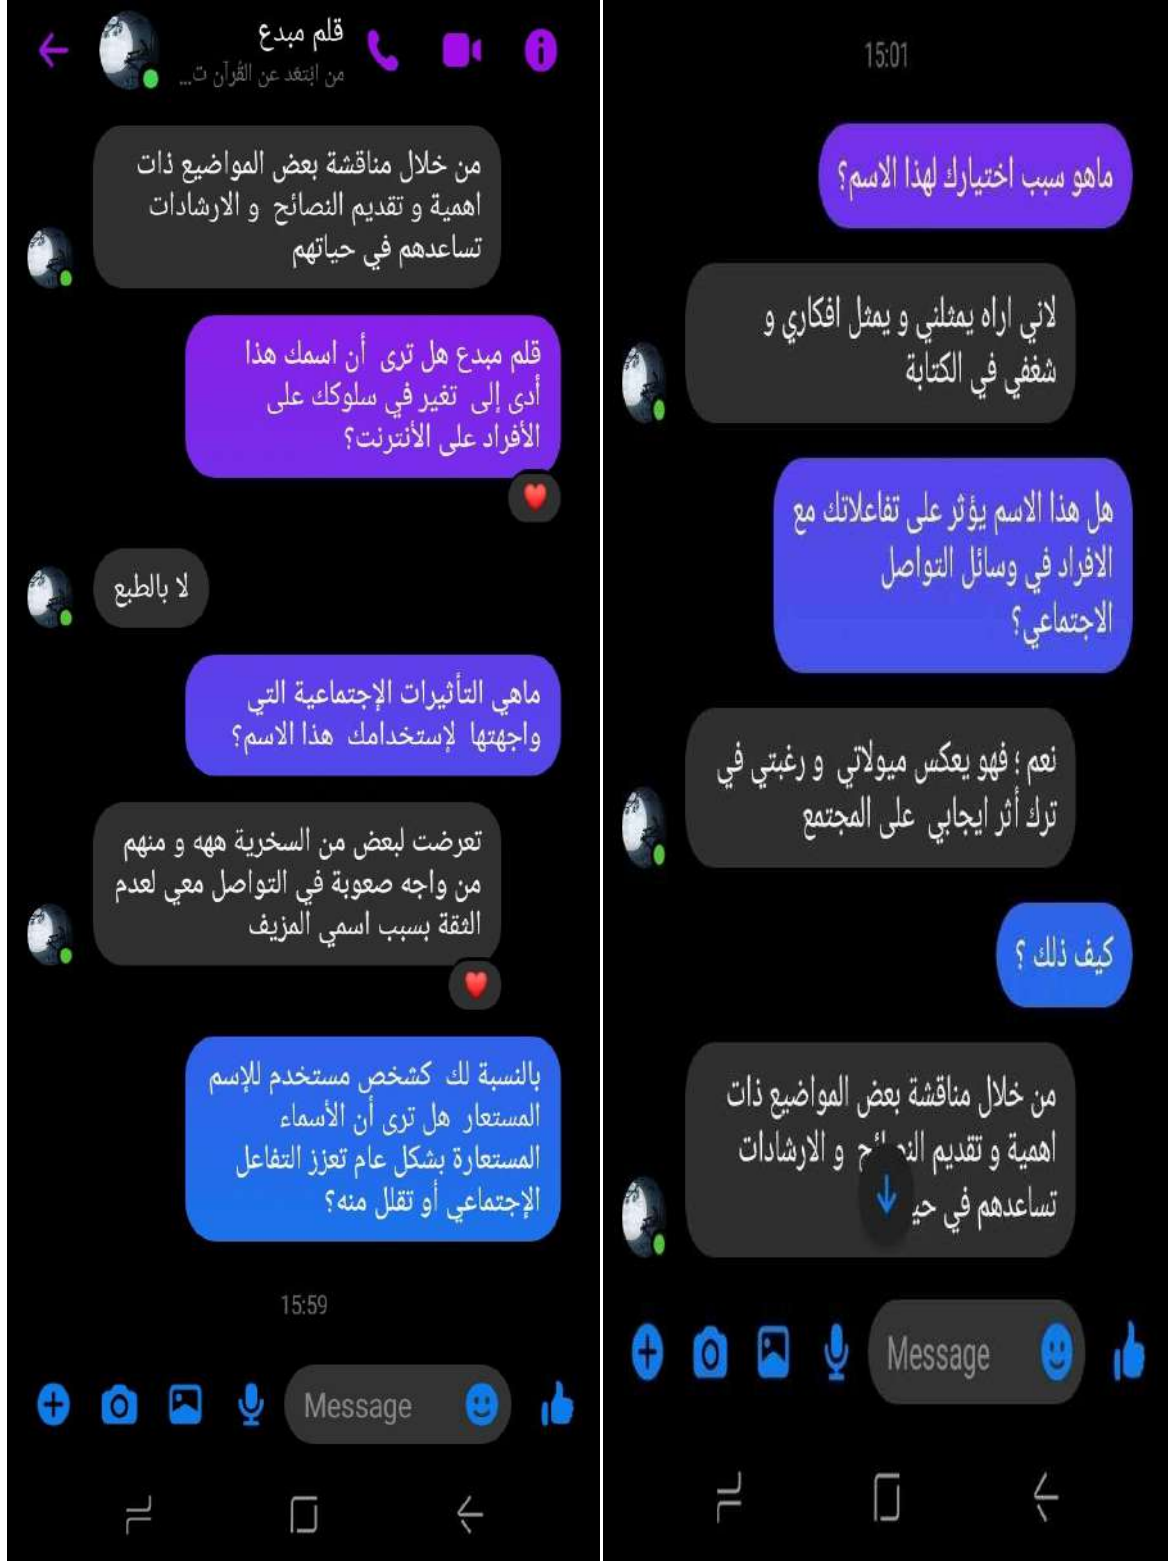 قلم مبدع
من ابْتعَد عن القُرآن ت...
من خلال مناقشة بعض المواضيع ذات
اهمية و تقديم النصائح و الارشادات
تساعدهم في حياتهم
قلم مبدع هل ترى أن اسمك هذا
أدى إلى تغير في سلوكك على
الأفراد على الأنترنت؟
لا بالطبع
ماهي التأثيرات الإجتماعية التي
واجهتها لإستخدامك هذا الاسم؟
تعرضت لبعض من السخرية ههه و منهم
من واجه صعوبة في التواصل معي لعدم
الثقة بسبب اسمي المزيف
بالنسبة لك كشخص مستخدم للإسم
المستعار هل ترى أن الأسماء
المستعارة بشكل عام تعزز التفاعل
الإجتماعي أو تقلل منه؟
15:59
Message
15:01
ماهو سبب اختيارك لهذا الاسم؟
لاني اراه يمثلني و يمثل افكاري و
شغفي في الكتابة
هل هذا الاسم يؤثر على تفاعلاتك مع
الافراد في وسائل التواصل
الاجتماعي؟
نعم ؛ فهو يعكس ميولاتي و رغبتي في
ترك أثر ايجابي على المجتمع
كيف ذلك ؟
من خلال مناقشة بعض المواضيع ذات
اهمية و تقديم و الارشادات
تساعدهم في
Message